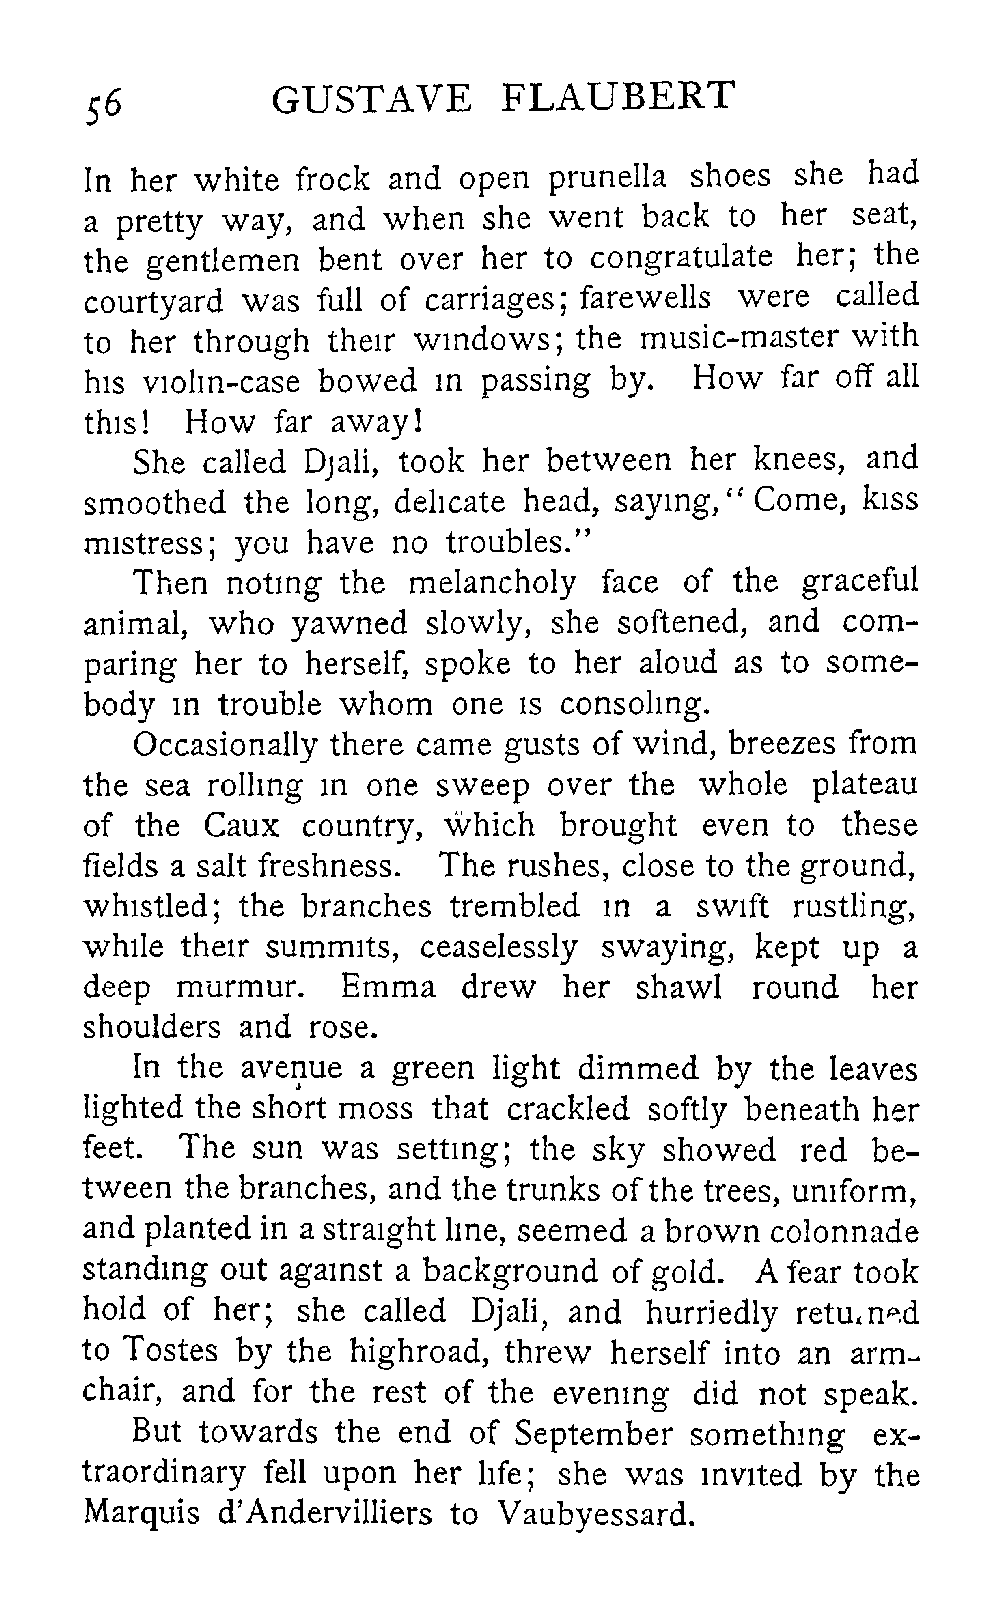 56 GUSTAVE FLAUBERT
In her white frock and open prunella shoes she had
a pretty way, and when she went back to her seat,
the gentlemen bent over her to congratulate her; the
courtyard was full of carriages; farewells were called
to her through their windows; the music-master with
his violin-case bowed in passing by. How far off all
this! How far away!
She called Djali, took her between her knees, and
smoothed the long, delicate head, saying, "Come, kiss
mistress; you have no troubles."
Then noting the melancholy face of the graceful
animal, who yawned slowly, she softened, and com-
paring her to herself, spoke to her aloud as to some-
body in trouble whom one is consoling.
Occasionally there came gusts of wind, breezes from
the sea rolling in one sweep over the whole plateau
of the Caux country, which brought even to these
fields a salt freshness. The rushes, close to the ground,
whistled; the branches trembled in a swift rustling,
while their summits, ceaselessly swaying, kept up a
deep murmur. Emma drew her shawl round her
shoulders and rose.
In the avenue a green light dimmed by the leaves
lighted the short moss that crackled softly beneath her
feet. The sun was setting; the sky showed red be-
tween the branches, and the trunks of the trees, uniform,
and planted in a straight line, seemed a brown colonnade
standing out against a background of gold. A fear took
hold of her; she called Djali, and hurriedly returned
to Tostes by the highroad, threw herself into an arm-
chair, and for the rest of the evening did not speak.
But towards the end of September something ex-
traordinary fell upon her life; she was invited by the
Marquis d'Andervilliers to Vaubyessard.